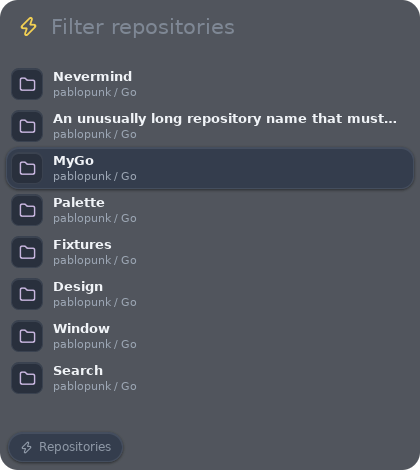 Filter repositories
Nevermind
pablopunk / Go
An unusually long repository name that must...
pablopunk / Go
MyGo
pablopunk / Go
Palette
pablopunk / Go
Fixtures
pablopunk / Go
Design
pablopunk / Go
Window
pablopunk / Go
Search
pablopunk / Go
Repositories